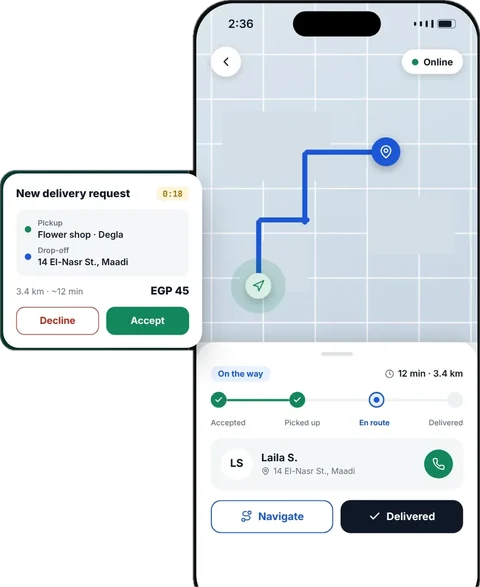 2:36
Online
New delivery request
0:18
Pickup
Flower shop · Degla
Drop-off
14 El-Nasr St., Maadi
3.4 km · ~12 min
EGP 45
Decline
Accept
On the way
12 min · 3.4 km
Accepted
Picked up
En route
Delivered
LS
Laila S.
14 El-Nasr St., Maadi
Navigate
Delivered